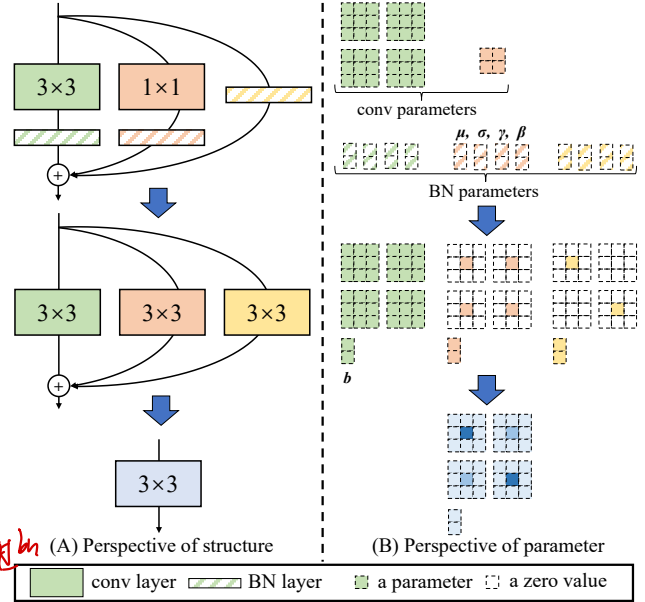 3×3
1×1
+
3×3
3×3
3×3
+
3×3
(A) Perspective of structure
conv parameters
μ, σ, γ, β
BN parameters
b
(B) Perspective of parameter
bn
conv layer
BN layer
a parameter
a zero value